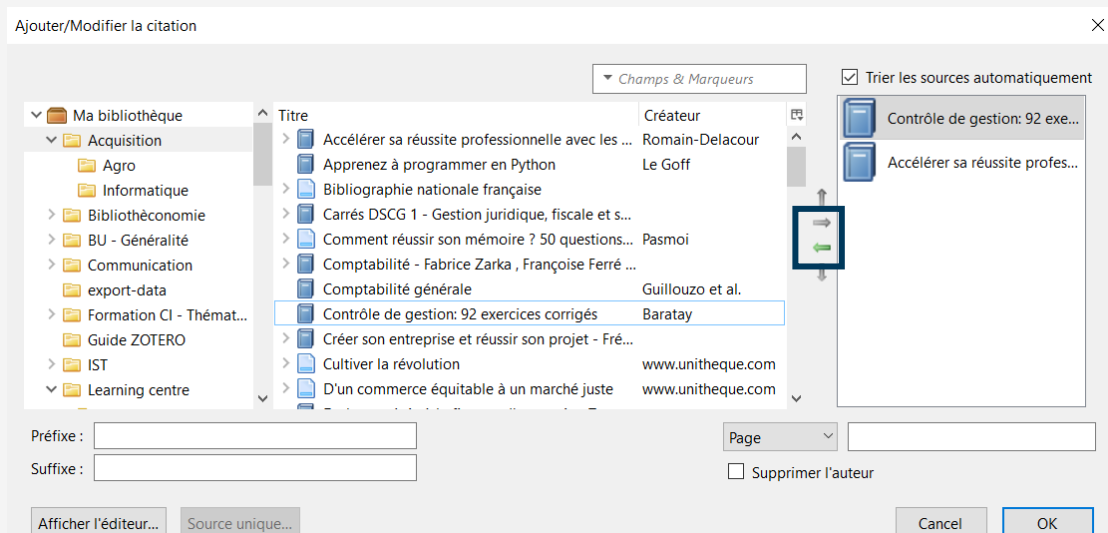 Ajouter/Modifier la citation
Champs & Marqueurs
Trier les sources automatiquement
Ma bibliothèque
Acquisition
Agro
Informatique
Bibliothèconomie
BU - Généralité
Communication
export-data
Formation CI - Thémat...
Guide ZOTERO
IST
Learning centre
Titre Créateur
Accélérer sa réussite professionnelle avec les ... Romain-Delacour
Apprenez à programmer en Python Le Goff
Bibliographie nationale française
Carrés DSCG 1 - Gestion juridique, fiscale et s...
Comment réussir son mémoire ? 50 questions... Pasmoi
Comptabilité - Fabrice Zarka , Françoise Ferré ...
Comptabilité générale Guillouzo et al.
Contrôle de gestion: 92 exercices corrigés Baratay
Créer son entreprise et réussir son projet - Fré...
Cultiver la révolution www.unitheque.com
D'un commerce équitable à un marché juste www.unitheque.com
Contrôle de gestion: 92 exe...
Accélérer sa réussite profes...
Préfixe :
Suffixe :
Page
Supprimer l'auteur
Afficher l'éditeur...
Source unique...
Cancel
OK